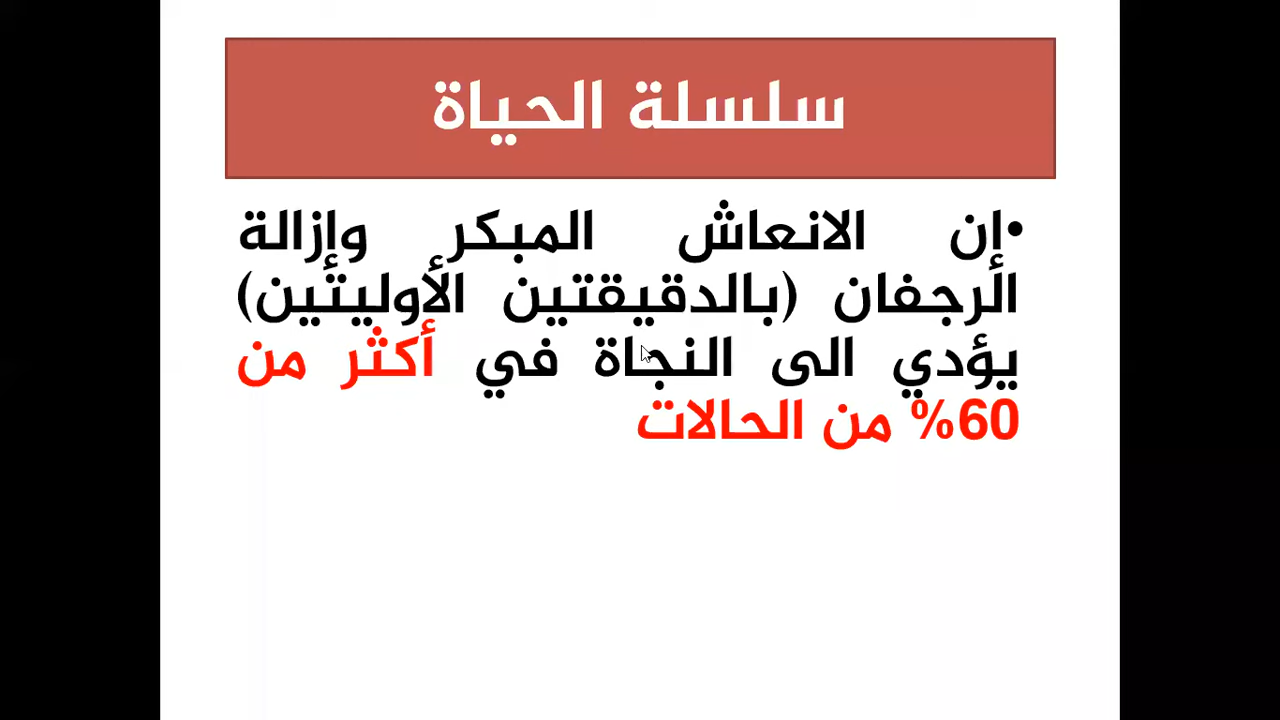 سلسلة الحياة
•إن الانعاش المبكر وإزالة
الرجفان (بالدقيقتين الأوليتين)
يؤدي الى النجاة في أكثر من
60% من الحالات